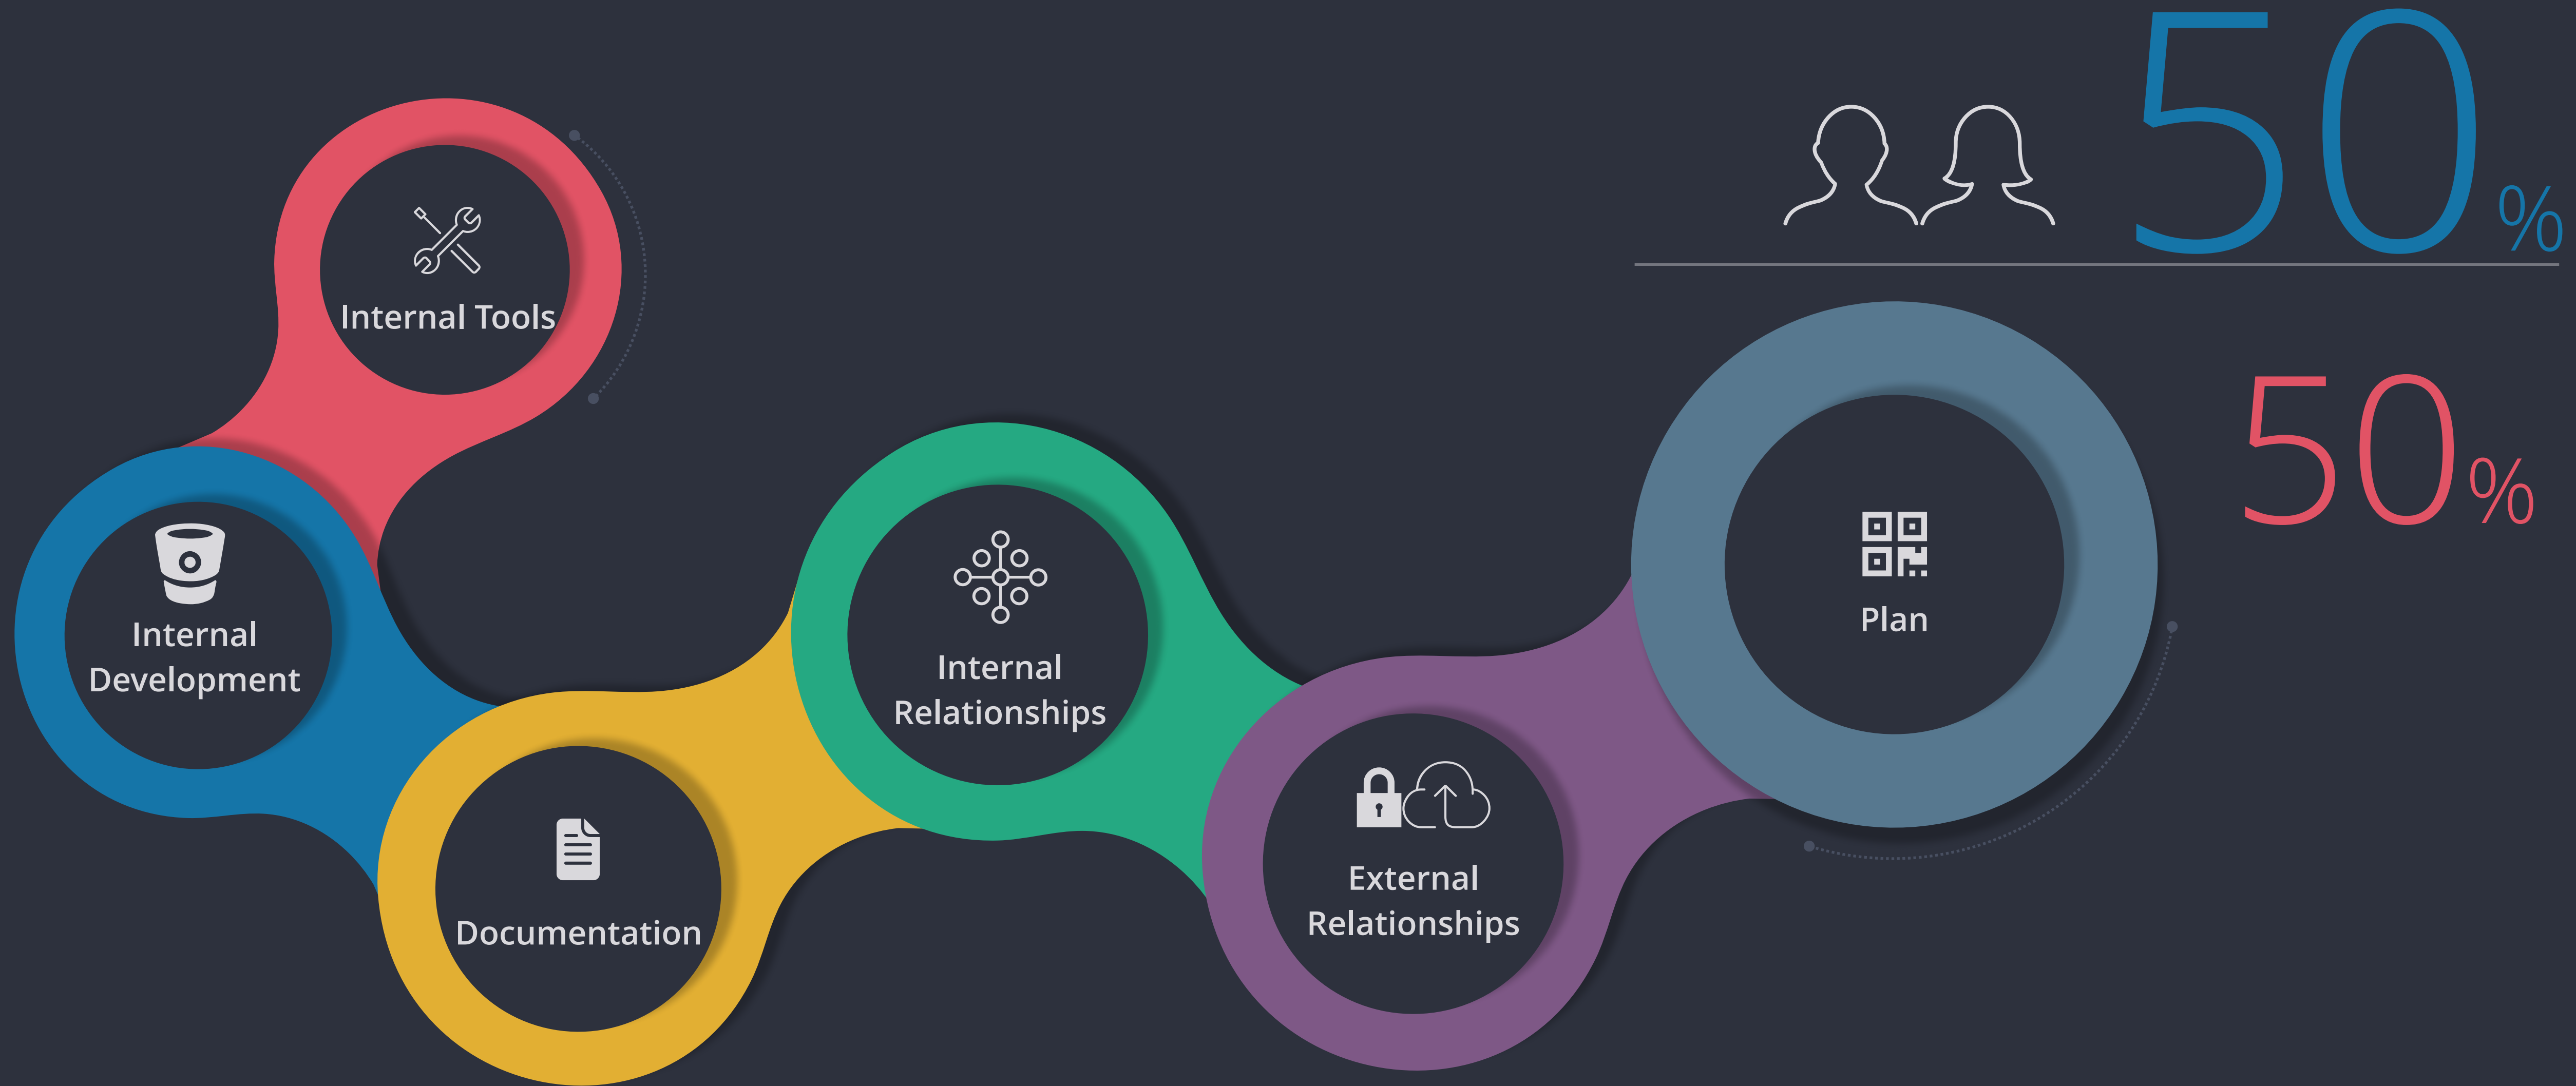 50%
50%
Internal Tools
Internal
Development
Documentation
Internal
Relationships
External
Relationships
Plan